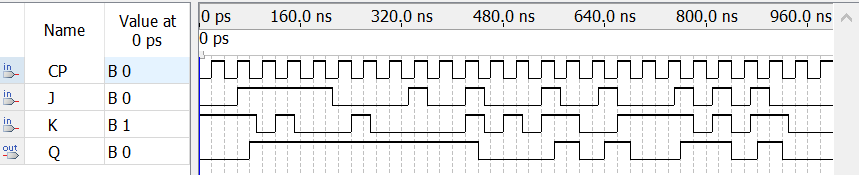 Name
Value at
0 ps
0 ps 160,0 ns 320,0 ns 480,0 ns 640,0 ns 800,0 ns 960,0 ns
0 ps
in CP B 0
in J B 0
in K B 1
out Q B 0